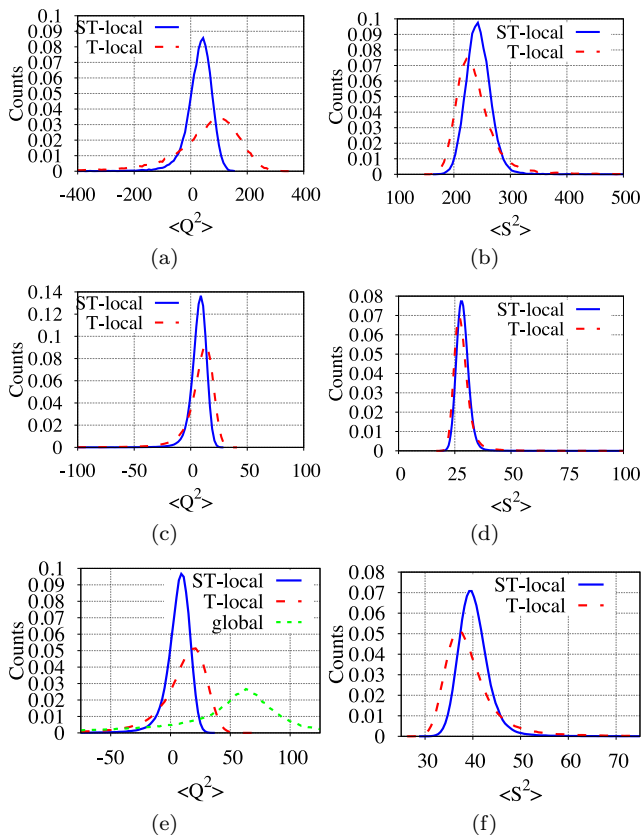 0.1
0.09
0.08
0.07
0.06
0.05
0.04
0.03
0.02
0.01
0
-400 -200 0 200 400
Counts
<Q²>
ST-local
T-local
(a)
0.1
0.09
0.08
0.07
0.06
0.05
0.04
0.03
0.02
0.01
0
100 200 300 400 500
Counts
<S²>
ST-local
T-local
(b)
0.14
0.12
0.1
0.08
0.06
0.04
0.02
0
-100 -50 0 50 100
Counts
<Q²>
ST-local
T-local
(c)
0.08
0.07
0.06
0.05
0.04
0.03
0.02
0.01
0
0 25 50 75 100
Counts
<S²>
ST-local
T-local
(d)
0.1
0.09
0.08
0.07
0.06
0.05
0.04
0.03
0.02
0.01
0
-50 0 50 100
Counts
<Q²>
ST-local
T-local
global
(e)
0.08
0.07
0.06
0.05
0.04
0.03
0.02
0.01
0
30 40 50 60 70
Counts
<S²>
ST-local
T-local
(f)